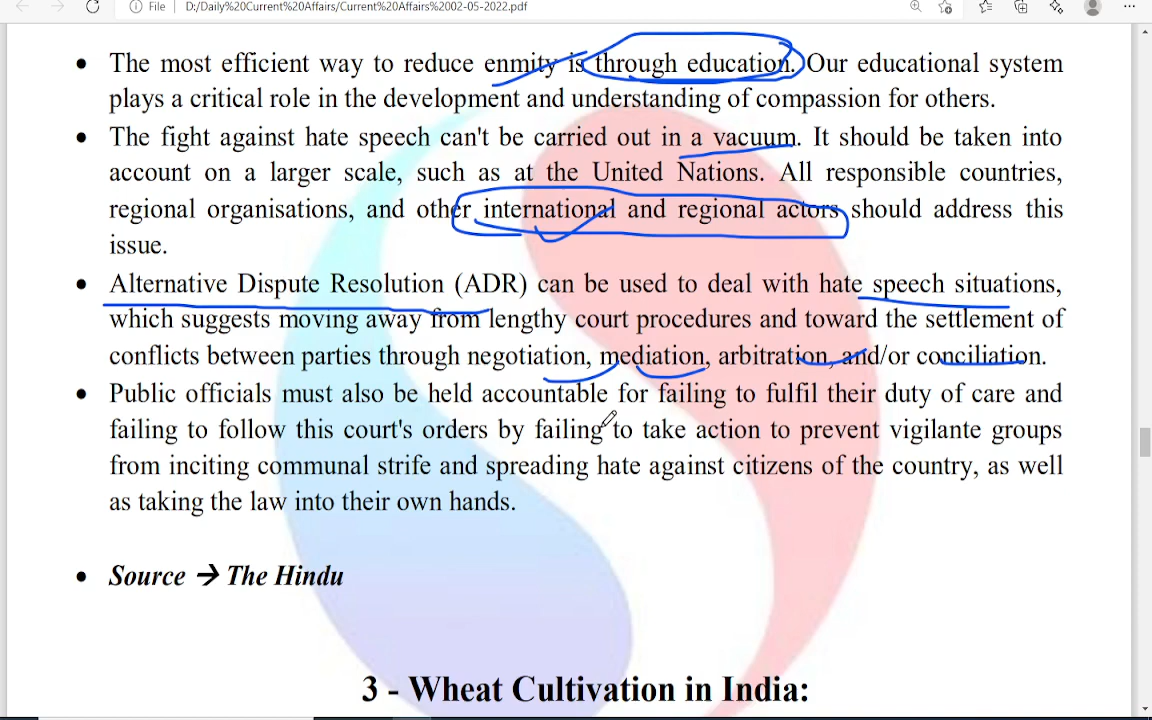 File
D:/Daily%20Current%20Affairs/Current%20Affairs%2002-05-2022.pdf
• The most efficient way to reduce enmity is through education. Our educational system
plays a critical role in the development and understanding of compassion for others.
• The fight against hate speech can't be carried out in a vacuum. It should be taken into
account on a larger scale, such as at the United Nations. All responsible countries,
regional organisations, and other international and regional actors should address this
issue.
• Alternative Dispute Resolution (ADR) can be used to deal with hate speech situations,
which suggests moving away from lengthy court procedures and toward the settlement of
conflicts between parties through negotiation, mediation, arbitration, and/or conciliation.
• Public officials must also be held accountable for failing to fulfil their duty of care and
failing to follow this court's orders by failing to take action to prevent vigilante groups
from inciting communal strife and spreading hate against citizens of the country, as well
as taking the law into their own hands.
• Source → The Hindu
3 - Wheat Cultivation in India: